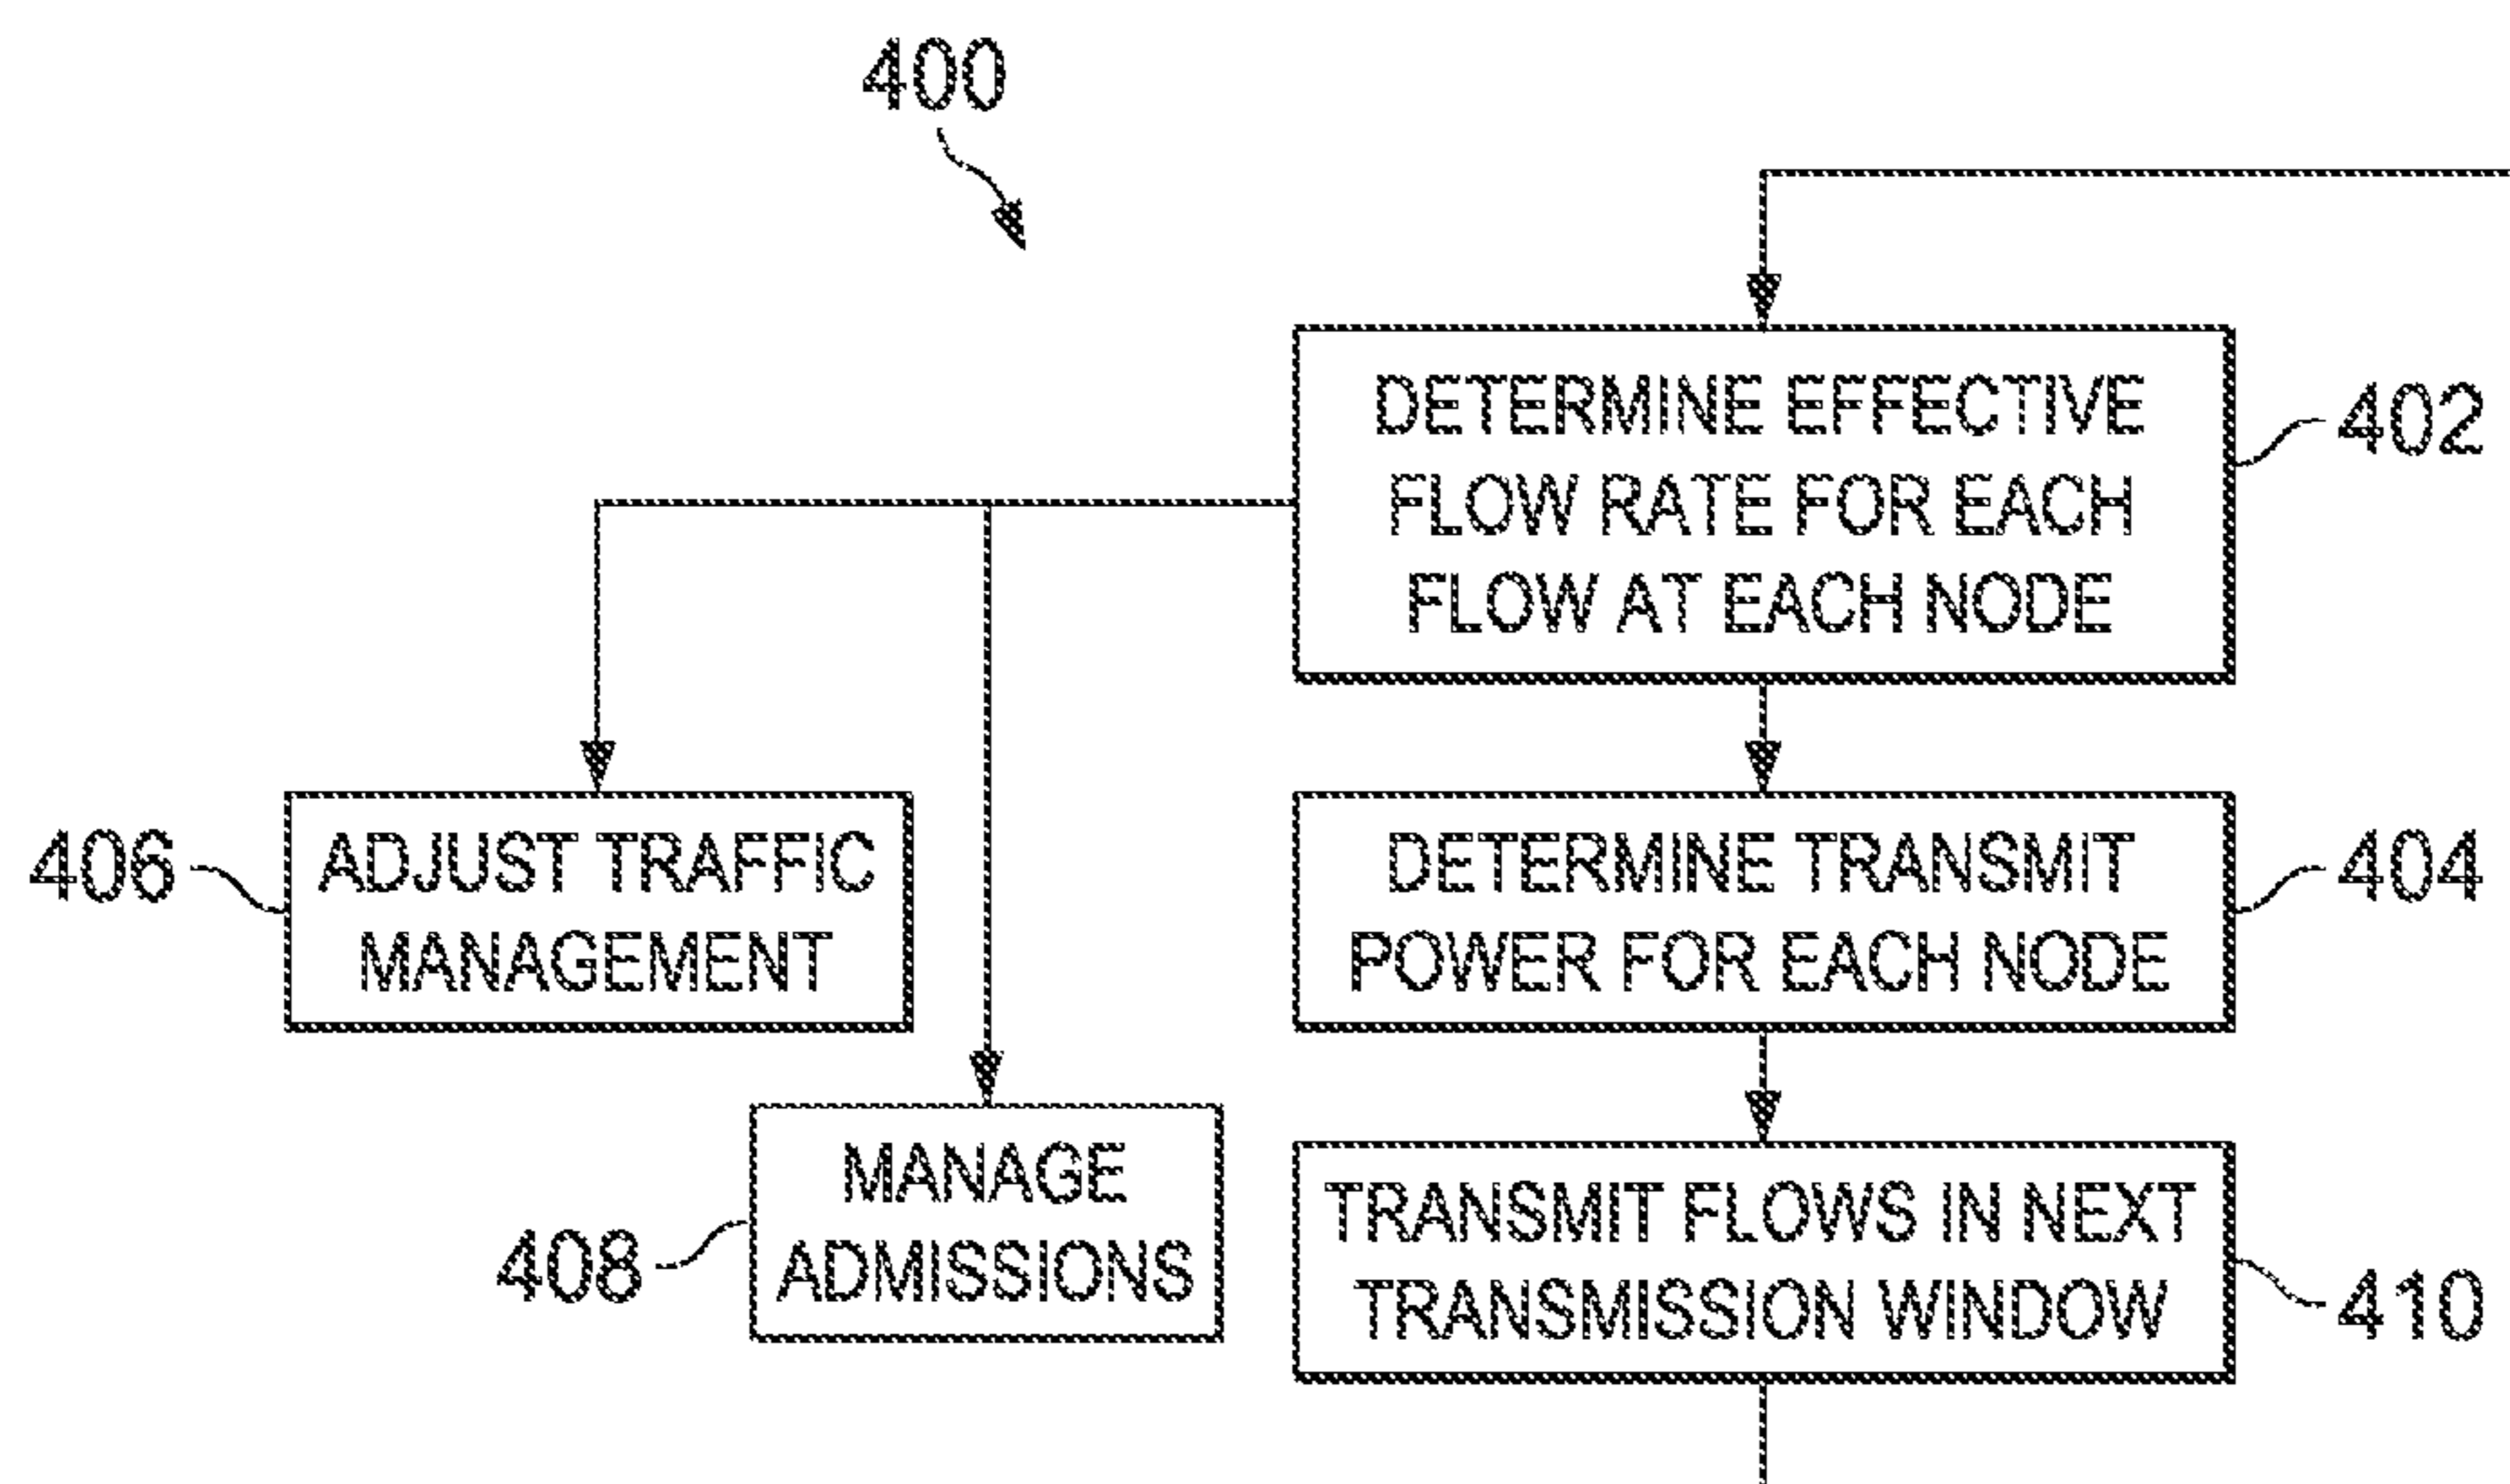 400
DETERMINE EFFECTIVE
FLOW RATE FOR EACH
FLOW AT EACH NODE
402
406
ADJUST TRAFFIC
MANAGEMENT
DETERMINE TRANSMIT
POWER FOR EACH NODE
404
408
MANAGE
ADMISSIONS
TRANSMIT FLOWS IN NEXT
TRANSMISSION WINDOW
410